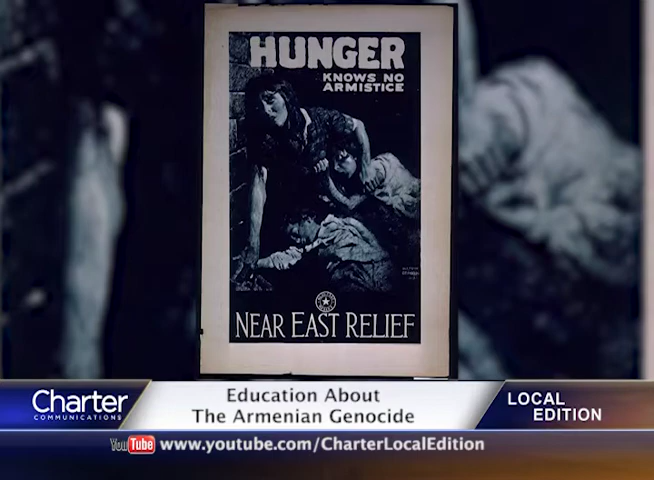 HUNGER
KNOWS NO
ARMISTICE
NEAR EAST RELIEF
Charter
COMMUNICATIONS
Education About
The Armenian Genocide
LOCAL
EDITION
YouTube www.youtube.com/CharterLocalEdition